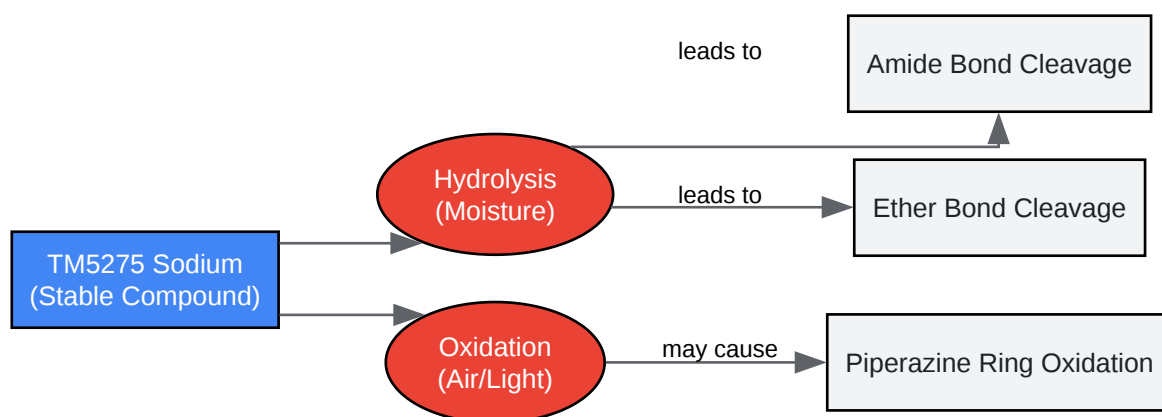 leads to
Amide Bond Cleavage
Hydrolysis
(Moisture)
leads to
Ether Bond Cleavage
TM5275 Sodium
(Stable Compound)
Oxidation
(Air/Light)
may cause
Piperazine Ring Oxidation